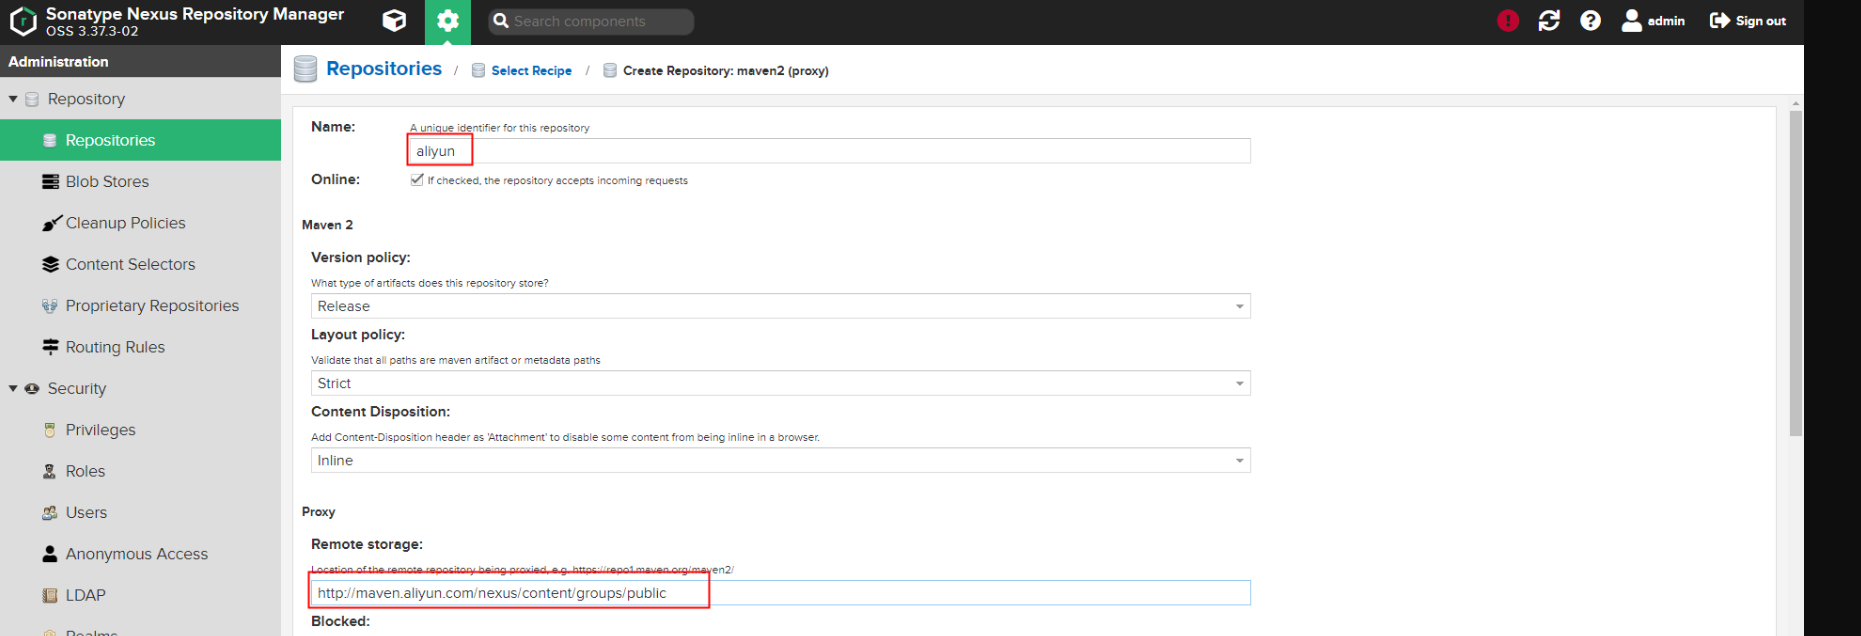 Sonatype Nexus Repository Manager
OSS 3.37.3-02
Search components
admin
Sign out
Administration
Repositories / Select Recipe / Create Repository: maven2 (proxy)
Repository
Repositories
Blob Stores
Cleanup Policies
Content Selectors
Proprietary Repositories
Routing Rules
Security
Privileges
Roles
Users
Anonymous Access
LDAP
Realms
Name:
A unique identifier for this repository
aliyun
Online:
If checked, the repository accepts incoming requests
Maven 2
Version policy:
What type of artifacts does this repository store?
Release
Layout policy:
Validate that all paths are maven artifact or metadata paths
Strict
Content Disposition:
Add Content-Disposition header as 'Attachment' to disable some content from being inline in a browser.
Inline
Proxy
Remote storage:
Location of the remote repository being proxied, e.g. https://repo1.maven.org/maven2/
http://maven.aliyun.com/nexus/content/groups/public
Blocked: